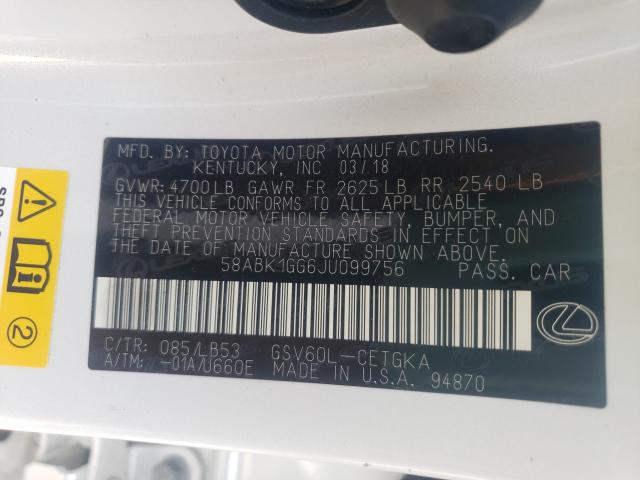 MFD. BY: TOYOTA MOTOR MANUFACTURING.
KENTUCKY, INC 03/18
GVWR: 4700LB GAWR FR 2625LB RR 2540 LB
THIS VEHICLE CONFORMS TO ALL APPLICABLE
FEDERAL MOTOR VEHICLE SAFETY, BUMPER, AND
THEFT PREVENTION STANDARDS IN EFFECT ON
THE DATE OF MANUFACTURE SHOWN ABOVE.
58ABK1GG6JU099756 PASS. CAR
C/TR: 085/LB53 GSV60L-CETGKA
A/TM: -01A/U660E MADE IN U.S.A. 94870
2